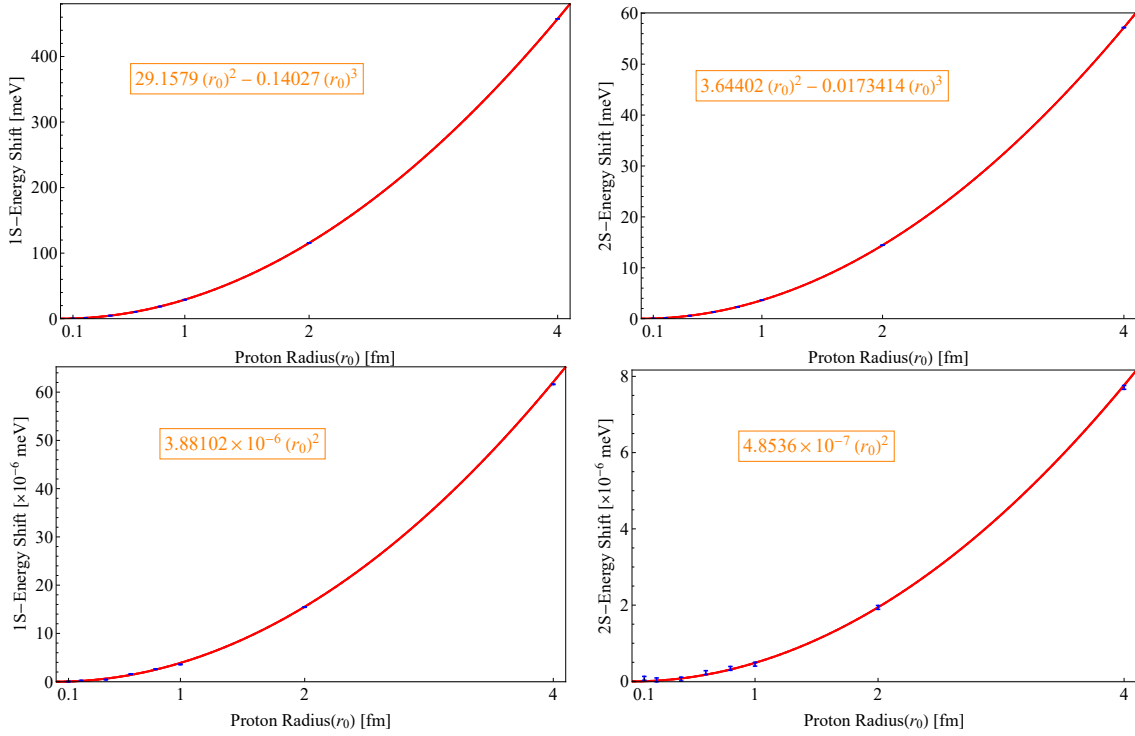 1S−Energy Shift [meV]
400
300
200
100
0
29.1579 (r₀)² − 0.14027 (r₀)³
0.1 1 2 4
Proton Radius(r₀) [fm]
2S−Energy Shift [meV]
60
50
40
30
20
10
0
3.64402 (r₀)² − 0.0173414 (r₀)³
0.1 1 2 4
Proton Radius(r₀) [fm]
1S−Energy Shift [×10⁻⁶ meV]
60
50
40
30
20
10
0
3.88102 × 10⁻⁶ (r₀)²
0.1 1 2 4
Proton Radius(r₀) [fm]
2S−Energy Shift [×10⁻⁶ meV]
8
6
4
2
0
4.8536 × 10⁻⁷ (r₀)²
0.1 1 2 4
Proton Radius(r₀) [fm]